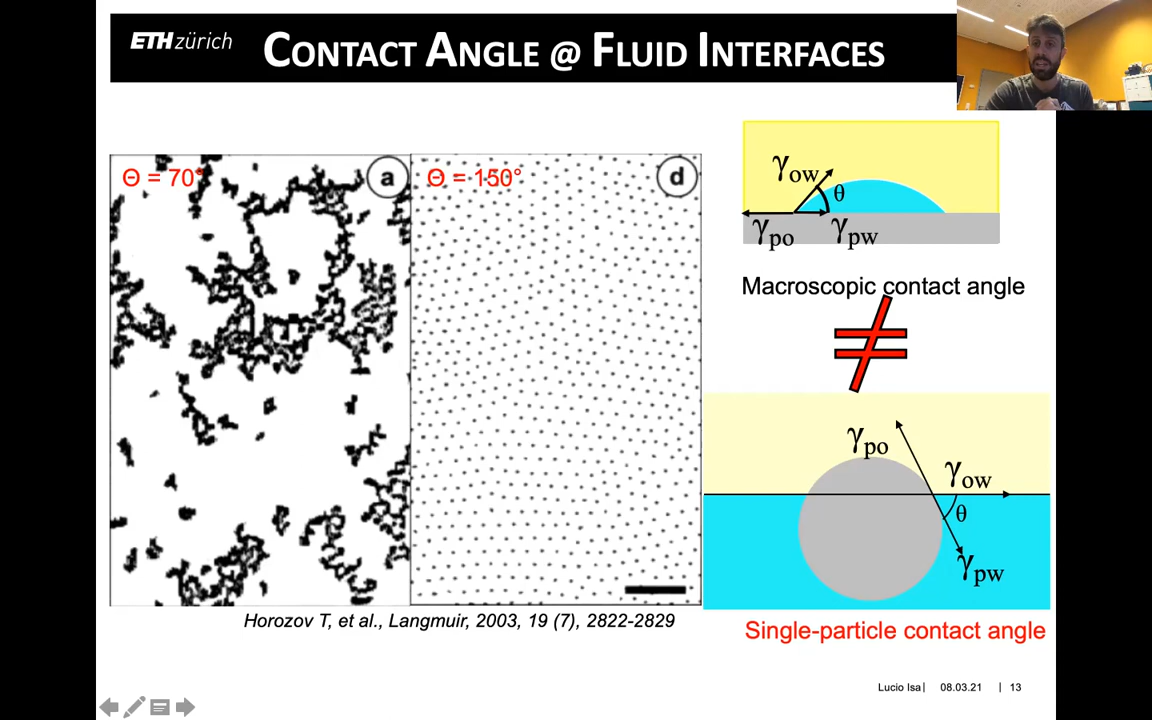 ETH zürich
CONTACT ANGLE @ FLUID INTERFACES
Θ = 70°
a
Θ = 150°
d
γow
θ
γpo
γpw
Macroscopic contact angle
≠
γpo
γow
θ
γpw
Horozov T, et al., Langmuir, 2003, 19 (7), 2822-2829
Single-particle contact angle
Lucio Isa| 08.03.21 | 13